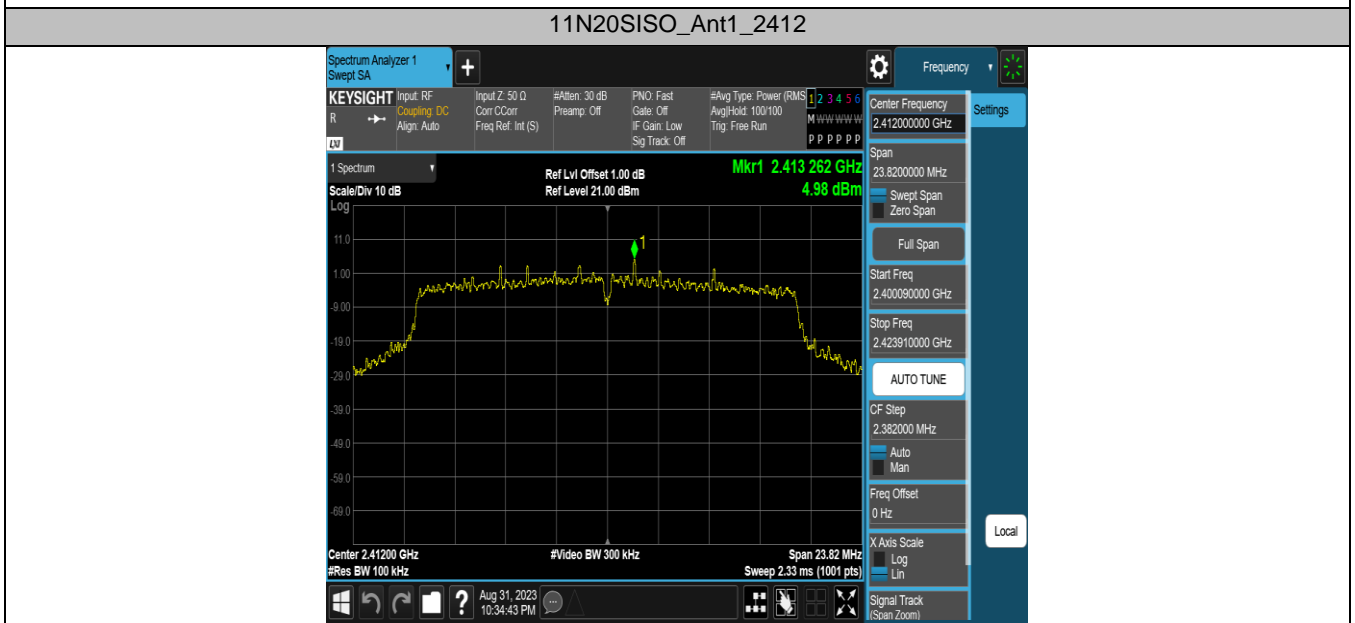 11N20SISO_Ant1_2412
Spectrum Analyzer 1
Swept SA
+
Frequency
KEYSIGHT
R
LXI
Input: RF
Coupling: DC
Align: Auto
Input Z: 50 Ω
Corr CCorr
Freq Ref: Int (S)
#Atten: 30 dB
Preamp: Off
PNO: Fast
Gate: Off
IF Gain: Low
Sig Track: Off
#Avg Type: Power (RMS
Avg|Hold: 100/100
Trig: Free Run
1 2 3 4 5 6
M W W W W W
P P P P P P
1 Spectrum
Scale/Div 10 dB
Log
Ref Lvl Offset 1.00 dB
Ref Level 21.00 dBm
Mkr1 2.413 262 GHz
4.98 dBm
1
11.0
1.00
-9.00
-19.0
-29.0
-39.0
-49.0
-59.0
-69.0
Center 2.41200 GHz
#Res BW 100 kHz
#Video BW 300 kHz
Span 23.82 MHz
Sweep 2.33 ms (1001 pts)
Center Frequency
2.412000000 GHz
Settings
Span
23.8200000 MHz
Swept Span
Zero Span
Full Span
Start Freq
2.400090000 GHz
Stop Freq
2.423910000 GHz
AUTO TUNE
CF Step
2.382000 MHz
Auto
Man
Freq Offset
0 Hz
Local
X Axis Scale
Log
Lin
Signal Track
(Span Zoom)
?
Aug 31, 2023
10:34:43 PM